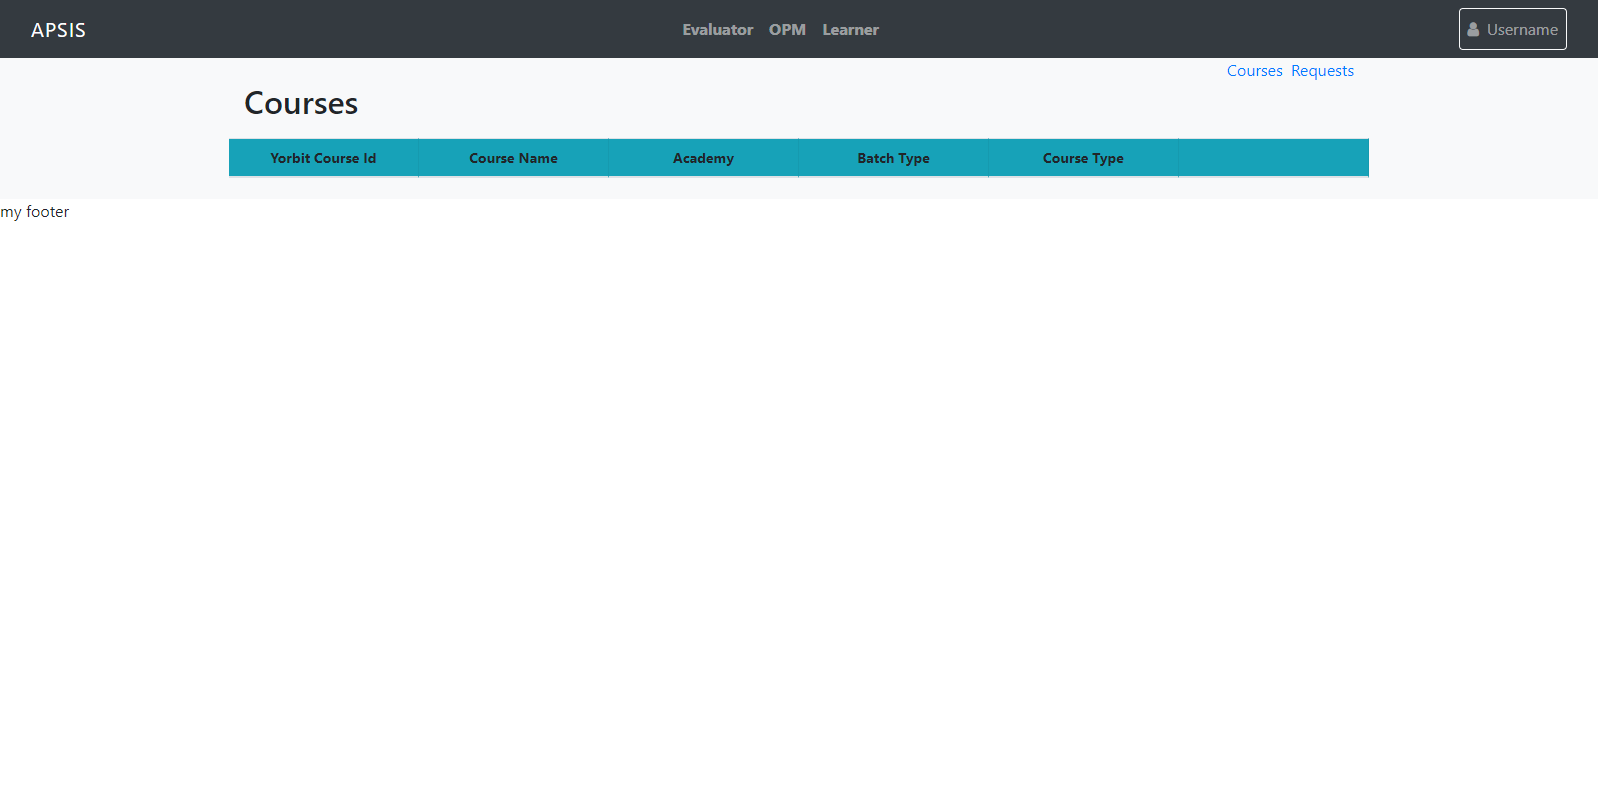 APSIS Evaluator OPM Learner Username
Courses Requests
Courses
Yorbit Course Id Course Name Academy Batch Type Course Type
my footer